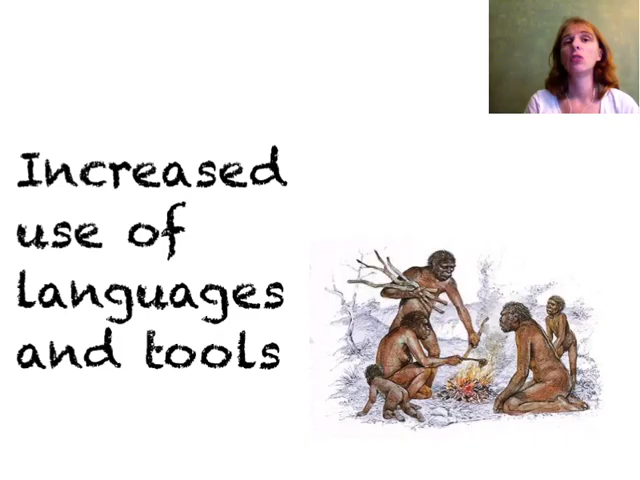 Increased
use of
languages
and tools